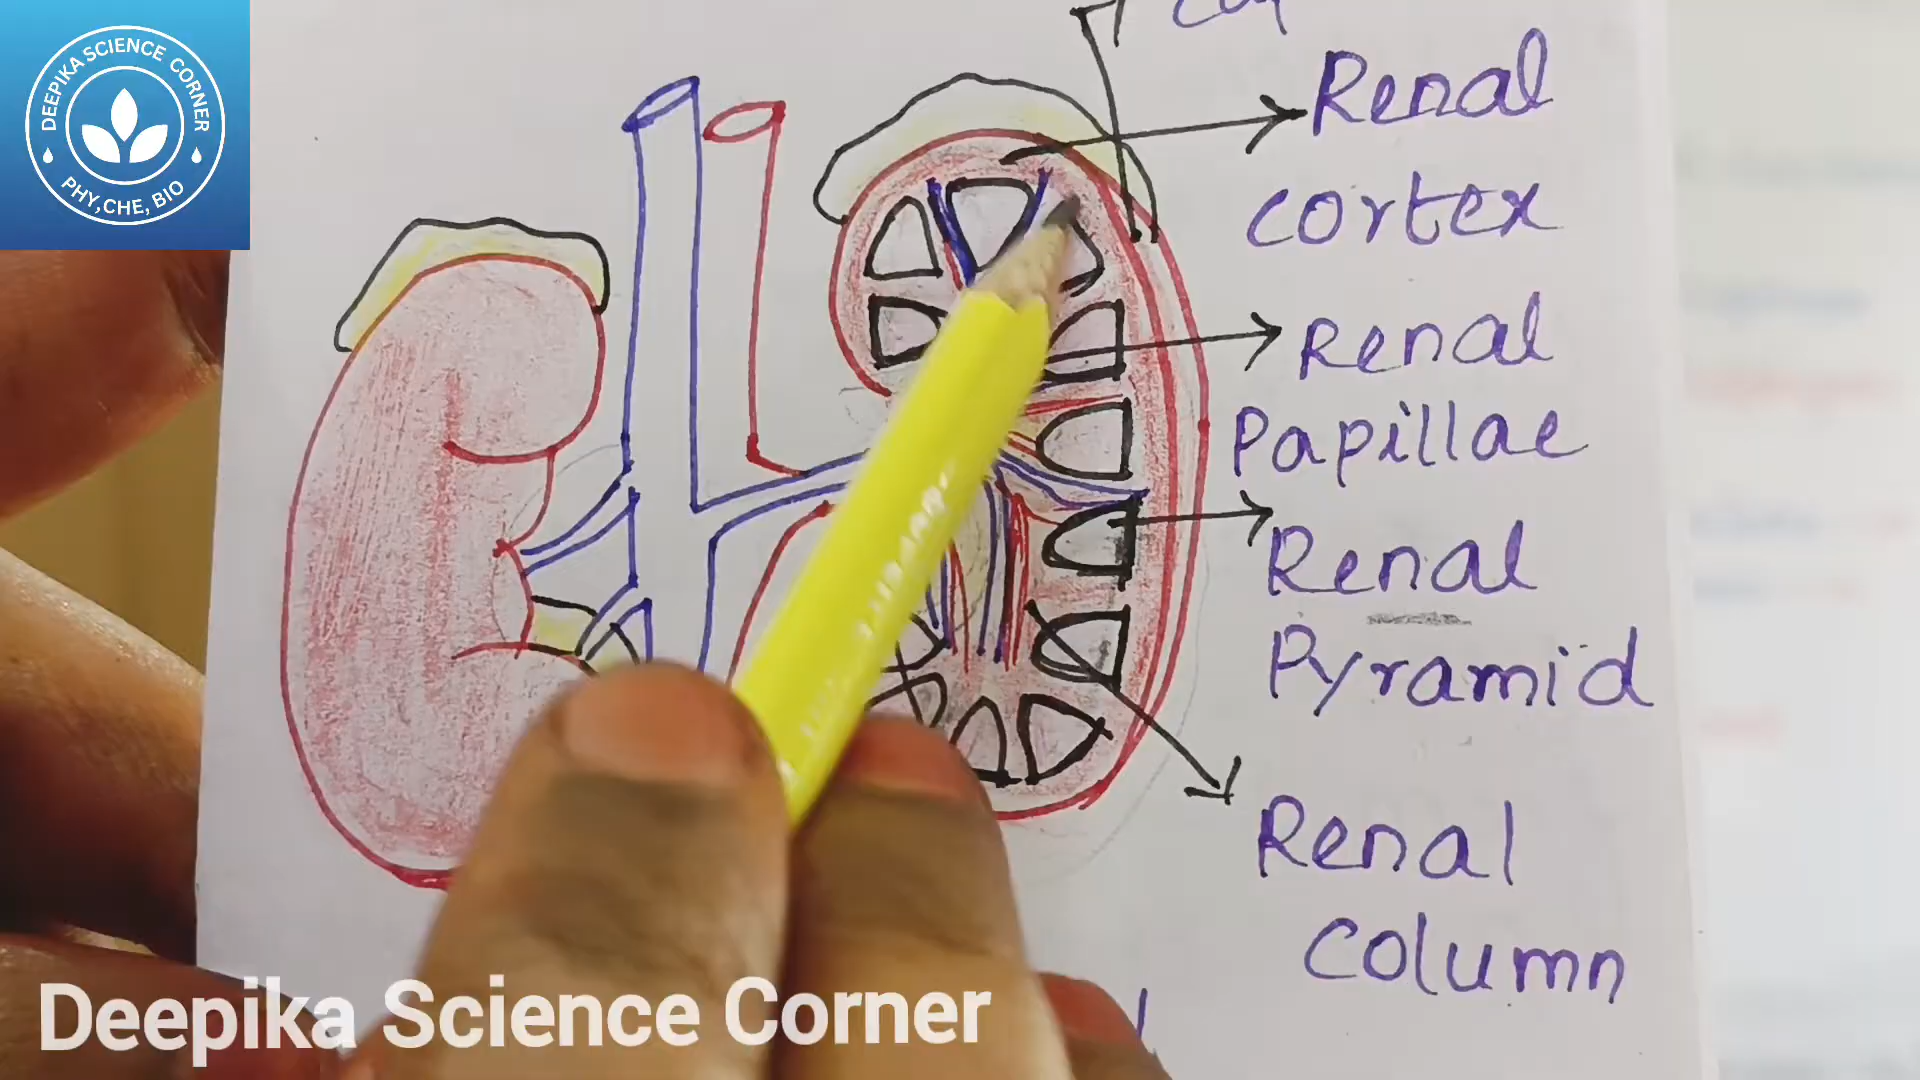 DEEPIKA SCIENCE CORNER
PHY,CHE, BIO
Renal
cortex
Renal
Papillae
Renal
Pyramid
Renal
column
Deepika Science Corner